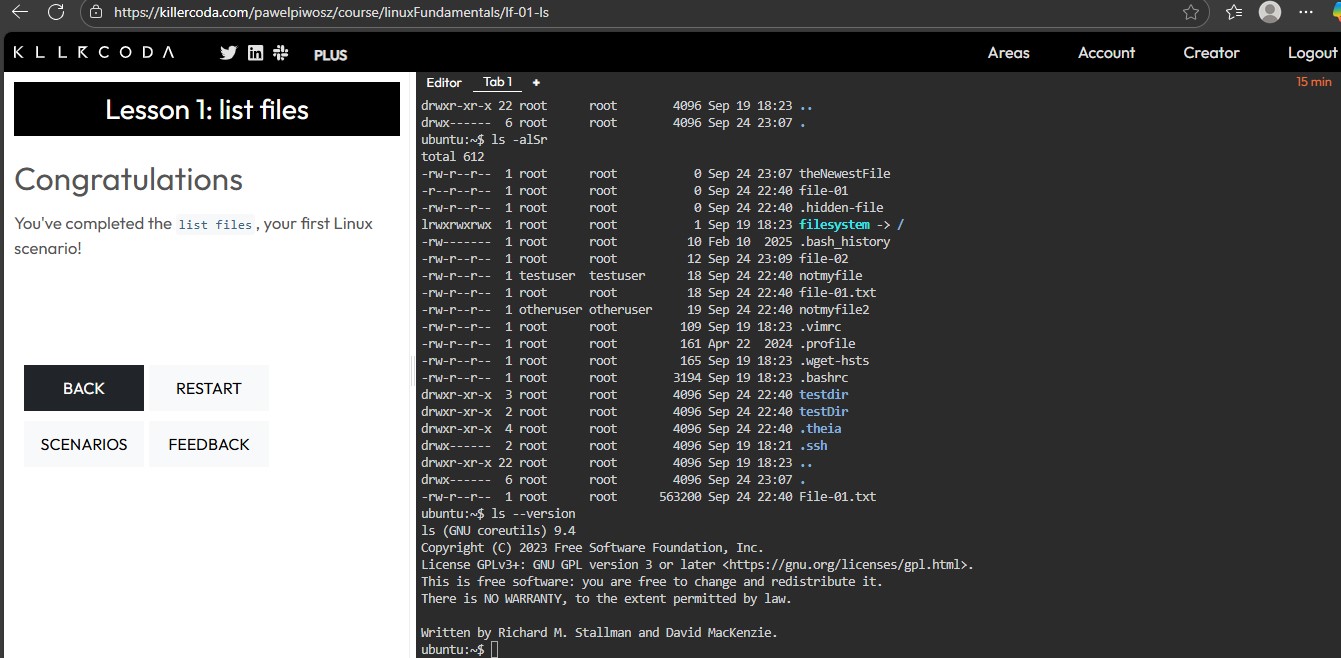 https://killercoda.com/pawelpiwosz/course/linuxFundamentals/lf-01-ls
KILLERCODA PLUS Areas Account Creator Logout
Lesson 1: list files
Congratulations
You've completed the list files, your first Linux
scenario!
BACK RESTART
SCENARIOS FEEDBACK
Editor Tab 1 + 15 min
drwxr-xr-x 22 root      root        4096 Sep 19 18:23 ..
drwx------  6 root      root        4096 Sep 24 23:07 .
ubuntu:~$ ls -alSr
total 612
-rw-r--r--  1 root      root           0 Sep 24 23:07 theNewestFile
-r--r--r--  1 root      root           0 Sep 24 22:40 file-01
-rw-r--r--  1 root      root           0 Sep 24 22:40 .hidden-file
lrwxrwxrwx  1 root      root           1 Sep 19 18:23 filesystem -> /
-rw-------  1 root      root          10 Feb 10  2025 .bash_history
-rw-r--r--  1 root      root          12 Sep 24 23:09 file-02
-rw-r--r--  1 testuser  testuser      18 Sep 24 22:40 notmyfile
-rw-r--r--  1 root      root          18 Sep 24 22:40 file-01.txt
-rw-r--r--  1 otheruser otheruser     19 Sep 24 22:40 notmyfile2
-rw-r--r--  1 root      root         109 Sep 19 18:23 .vimrc
-rw-r--r--  1 root      root         161 Apr 22  2024 .profile
-rw-r--r--  1 root      root         165 Sep 19 18:23 .wget-hsts
-rw-r--r--  1 root      root        3194 Sep 19 18:23 .bashrc
drwxr-xr-x  3 root      root        4096 Sep 24 22:40 testdir
drwxr-xr-x  2 root      root        4096 Sep 24 22:40 testDir
drwxr-xr-x  4 root      root        4096 Sep 24 22:40 .theia
drwx------  2 root      root        4096 Sep 19 18:21 .ssh
drwxr-xr-x 22 root      root        4096 Sep 19 18:23 ..
drwx------  6 root      root        4096 Sep 24 23:07 .
-rw-r--r--  1 root      root      563200 Sep 24 22:40 File-01.txt
ubuntu:~$ ls --version
ls (GNU coreutils) 9.4
Copyright (C) 2023 Free Software Foundation, Inc.
License GPLv3+: GNU GPL version 3 or later <https://gnu.org/licenses/gpl.html>.
This is free software: you are free to change and redistribute it.
There is NO WARRANTY, to the extent permitted by law.
Written by Richard M. Stallman and David MacKenzie.
ubuntu:~$